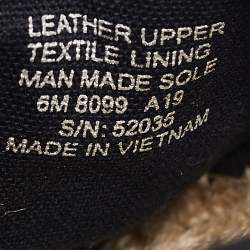 LEATHER UPPER
TEXTILE LINING
MAN MADE SOLE
6M 8099 A19
S/N: 52035
MADE IN VIETNAM